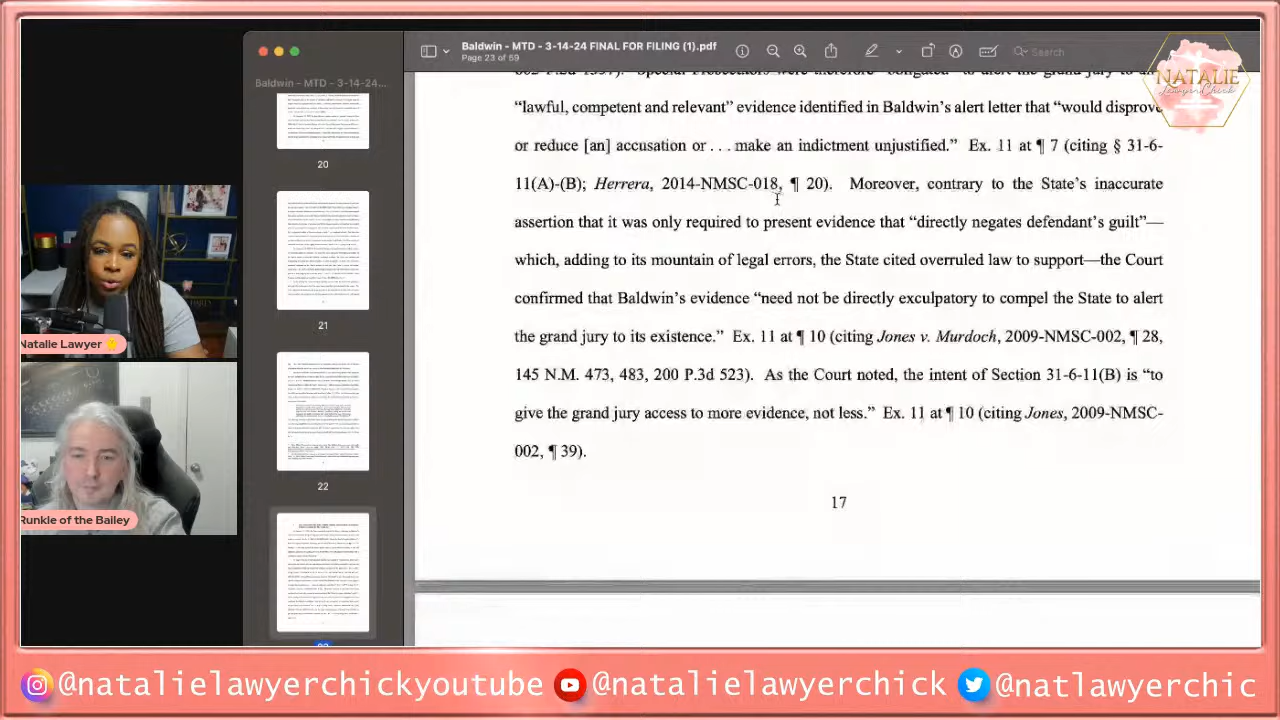 Baldwin - MTD - 3-14-24 FINAL FOR FILING (1).pdf
Page 23 of 59
Search
NATALIE
LawyerChick
Baldwin - MTD - 3-14-24...
20
21
22
“lawful, competent and relevant” evidence identified in Baldwin’s alert letter that “would disprove
or reduce [an] accusation or . . . make an indictment unjustified.” Ex. 11 at ¶ 7 (citing § 31-6-
11(A)-(B); Herrera, 2014-NMSC-018, ¶ 20). Moreover, contrary to the State’s inaccurate
assertion that it was only required to present evidence that “directly negates a defendant’s guilt”—
which, adding to its mountain of legal errors, the State cited overruled law to support—the Court
confirmed that Baldwin’s evidence “need not be directly exculpatory to compel the State to alert
the grand jury to its existence.” Ex. 11 at ¶ 10 (citing Jones v. Murdoch, 2009-NMSC-002, ¶ 28,
145 N.M. 473, 483, 200 P.3d 523). As the Court noted, the intent of Section 31-6-11(B) is “to
give the grand jury access to more evidence, not less.” Ex. 11 at ¶ 10 (citing Jones, 2009-NMSC-
002, ¶ 39).
17
Natalie Lawyer
Runkle of the Bailey
@natalielawyerchickyoutube @natalielawyerchick @natlawyerchic